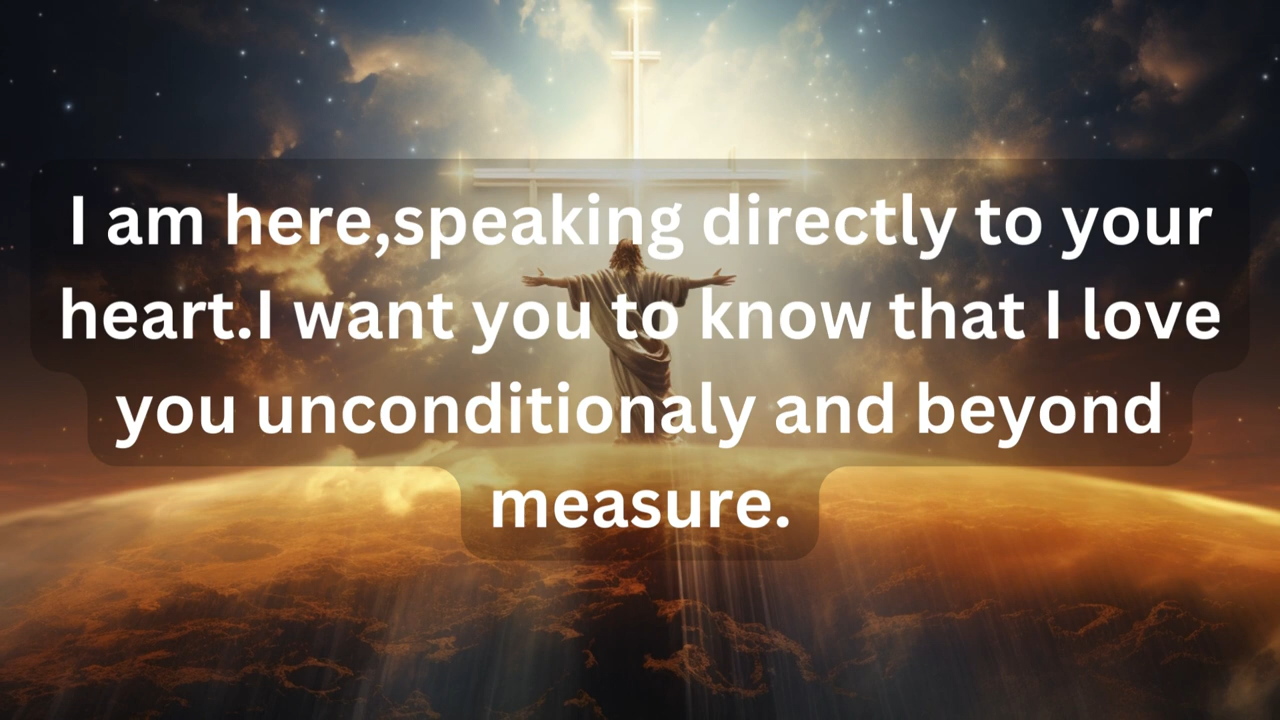 I am here,speaking directly to your
heart.I want you to know that I love
you unconditionaly and beyond
measure.